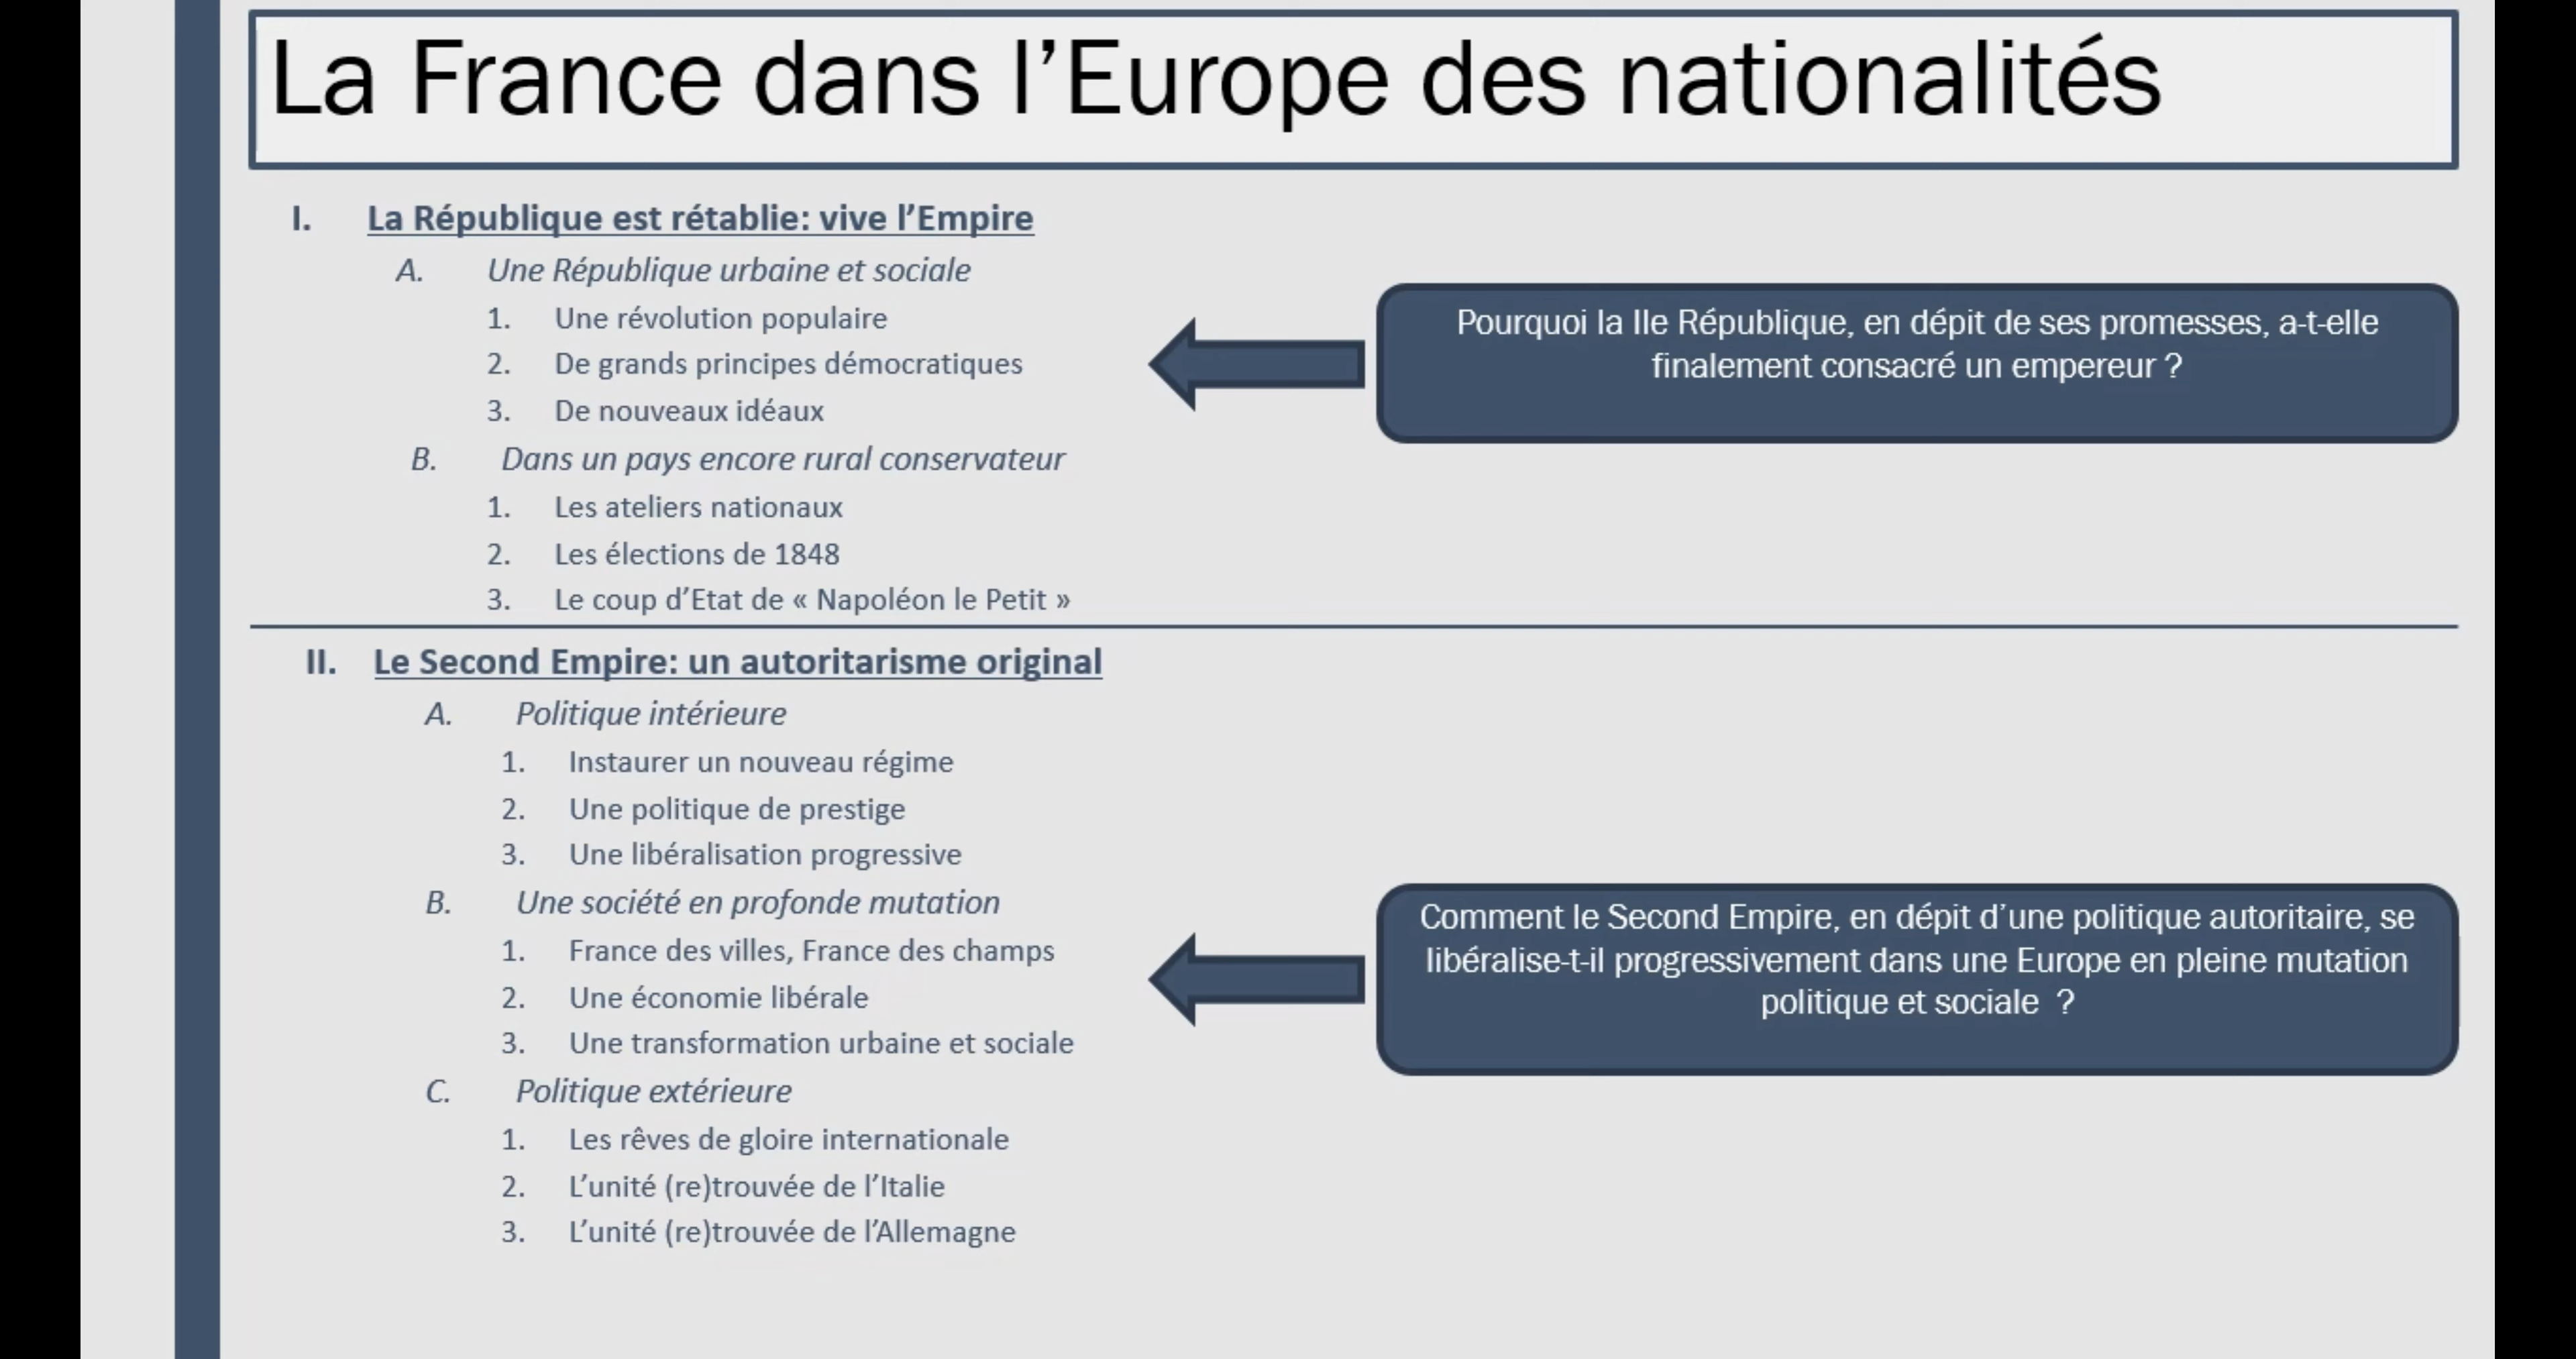 La France dans l’Europe des nationalités
I. La République est rétablie: vive l’Empire
A. Une République urbaine et sociale
1. Une révolution populaire
2. De grands principes démocratiques
3. De nouveaux idéaux
B. Dans un pays encore rural conservateur
1. Les ateliers nationaux
2. Les élections de 1848
3. Le coup d’Etat de « Napoléon le Petit »
Pourquoi la IIe République, en dépit de ses promesses, a-t-elle
finalement consacré un empereur ?
II. Le Second Empire: un autoritarisme original
A. Politique intérieure
1. Instaurer un nouveau régime
2. Une politique de prestige
3. Une libéralisation progressive
B. Une société en profonde mutation
1. France des villes, France des champs
2. Une économie libérale
3. Une transformation urbaine et sociale
C. Politique extérieure
1. Les rêves de gloire internationale
2. L’unité (re)trouvée de l’Italie
3. L’unité (re)trouvée de l’Allemagne
Comment le Second Empire, en dépit d’une politique autoritaire, se
libéralise-t-il progressivement dans une Europe en pleine mutation
politique et sociale ?